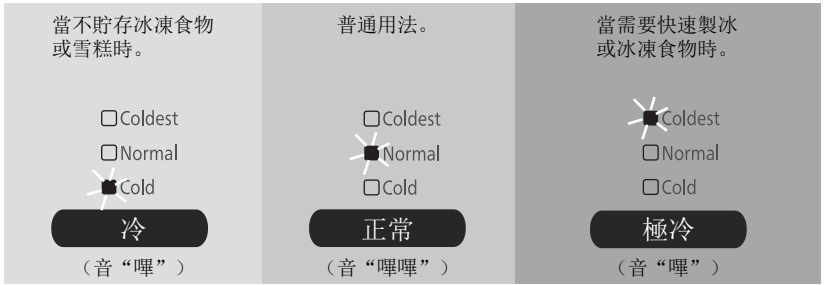 當不貯存冰凍食物
或雪糕時。
Coldest
Normal
Cold
冷
（音“嗶”）
普通用法。
Coldest
Normal
Cold
正常
（音“嗶嗶”）
當需要快速製冰
或冰凍食物時。
Coldest
Normal
Cold
極冷
（音“嗶”）